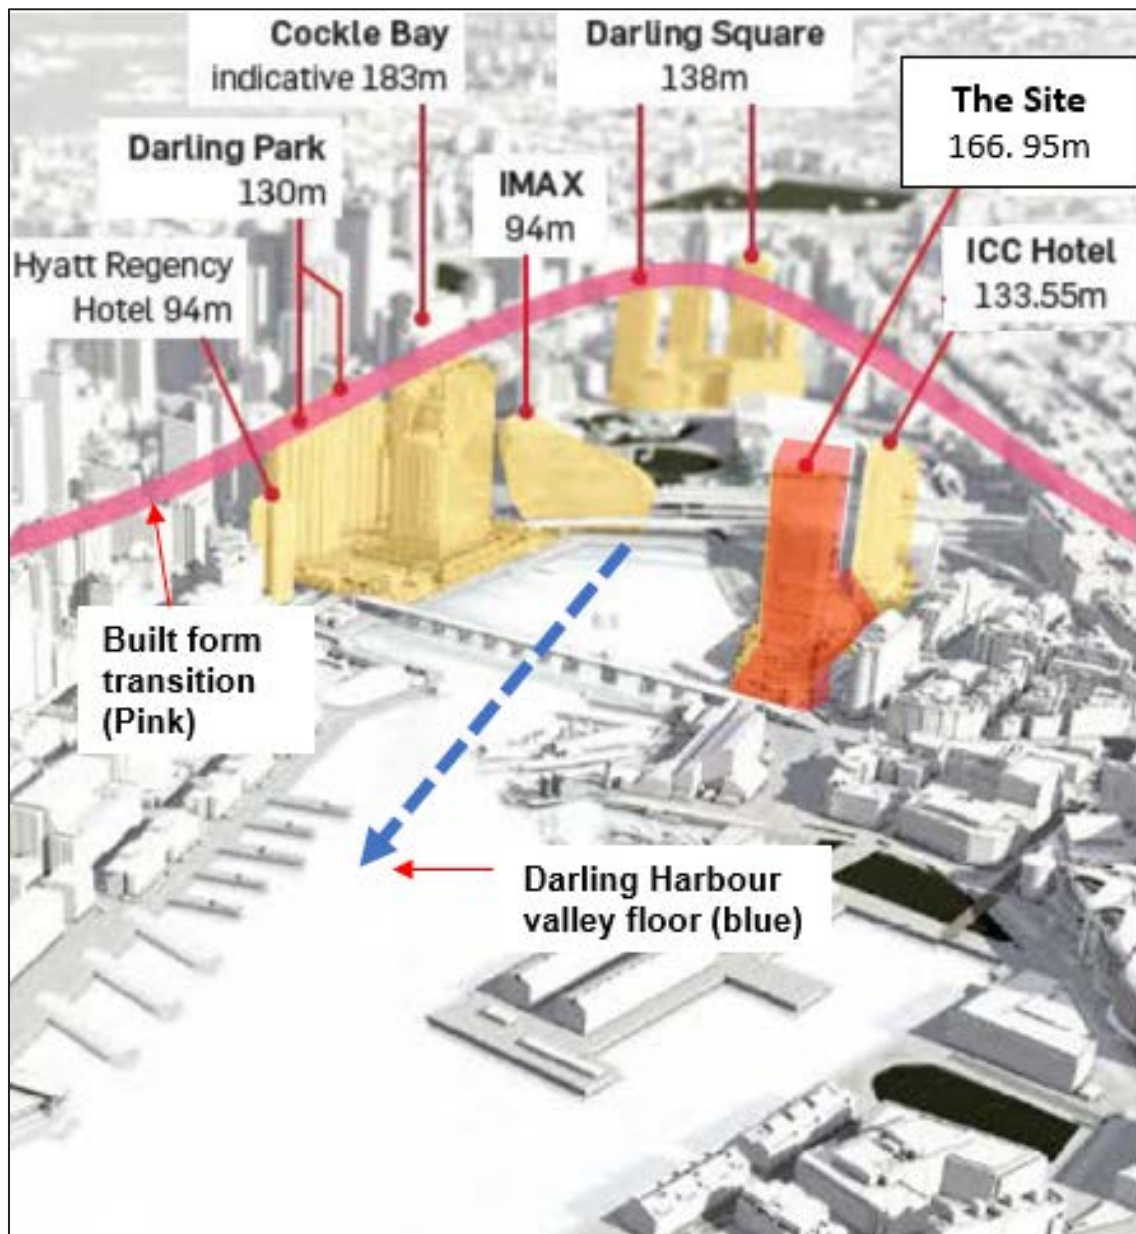 Cockle Bay
indicative 183m
Darling Square
138m
The Site
166. 95m
Darling Park
130m
IMAX
94m
ICC Hotel
133.55m
Hyatt Regency
Hotel 94m
Built form
transition
(Pink)
Darling Harbour
valley floor (blue)